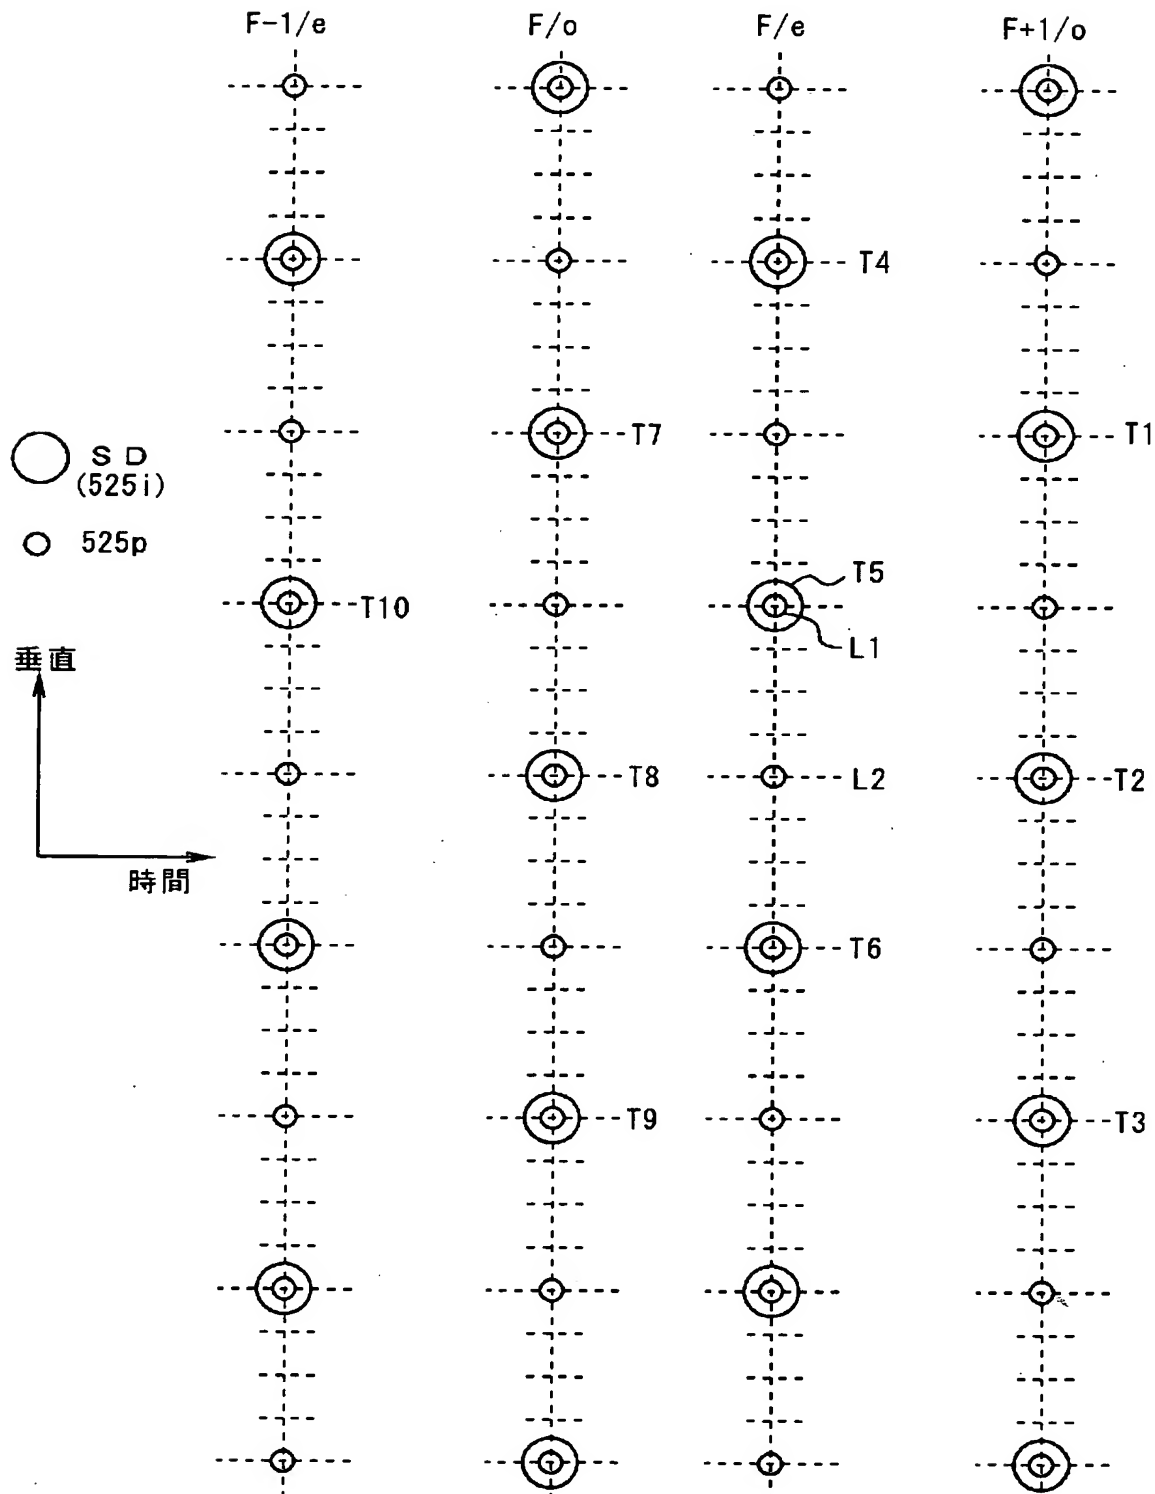 F-1/e F/o F/e F+1/o
T4
T7 T1
SD
(525i)
525p
T5
T10
L1
垂直
T8 L2 T2
時間
T6
T9 T3